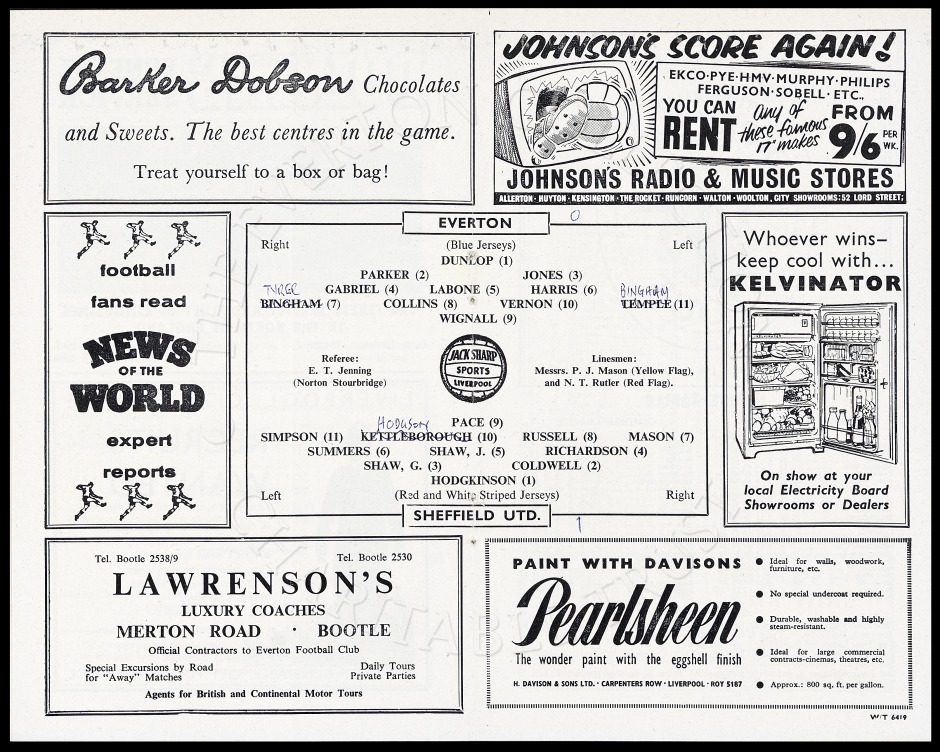 Barker Dobson Chocolates
and Sweets. The best centres in the game.
Treat yourself to a box or bag!
JOHNSON'S SCORE AGAIN!
EKCO·PYE·HMV·MURPHY·PHILIPS
FERGUSON·SOBELL·ETC.,
YOU CAN
RENT
any of
these famous
17" makes
FROM
9/6 PER
WK.
JOHNSON'S RADIO & MUSIC STORES
ALLERTON·HUYTON·KENSINGTON·THE ROCKET·RUNCORN·WALTON·WOOLTON, CITY SHOWROOMS: 52 LORD STREET;
football
fans read
NEWS
OF THE
WORLD
expert
reports
EVERTON
0
Right (Blue Jerseys) Left
DUNLOP (1)
PARKER (2) JONES (3)
GABRIEL (4) LABONE (5) HARRIS (6)
TYRER BINGHAM
BINGHAM (7) COLLINS (8) VERNON (10) TEMPLE (11)
WIGNALL (9)
Referee:
E. T. Jenning
(Norton Stourbridge)
JACK SHARP
SPORTS
LIVERPOOL
Linesmen:
Messrs. P. J. Mason (Yellow Flag),
and N. T. Rutler (Red Flag).
PACE (9)
HODGSON
SIMPSON (11) KETTLEBOROUGH (10) RUSSELL (8) MASON (7)
SUMMERS (6) SHAW, J. (5) RICHARDSON (4)
SHAW, G. (3) COLDWELL (2)
HODGKINSON (1)
Left (Red and White Striped Jerseys) Right
SHEFFIELD UTD.
1
Whoever wins–
keep cool with...
KELVINATOR
On show at your
local Electricity Board
Showrooms or Dealers
Tel. Bootle 2538/9 Tel. Bootle 2530
LAWRENSON'S
LUXURY COACHES
MERTON ROAD · BOOTLE
Official Contractors to Everton Football Club
Special Excursions by Road
for "Away" Matches
Daily Tours
Private Parties
Agents for British and Continental Motor Tours
PAINT WITH DAVISONS
Pearlsheen
The wonder paint with the eggshell finish
H. DAVISON & SONS LTD. · CARPENTERS ROW · LIVERPOOL · ROY 5187
● Ideal for walls, woodwork,
furniture, etc.
● No special undercoat required.
● Durable, washable and highly
steam-resistant.
● Ideal for large commercial
contracts-cinemas, theatres, etc.
● Approx.: 800 sq. ft. per gallon.
W/T 6419